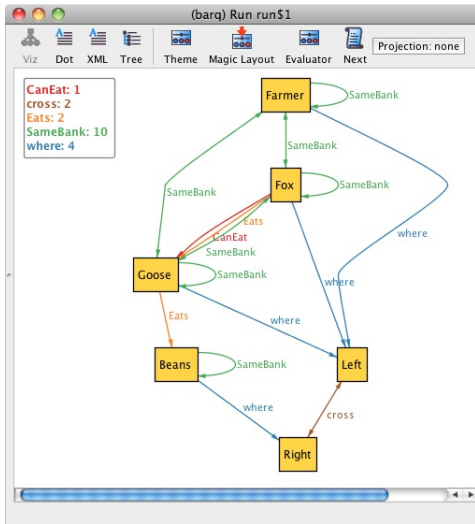 (barq) Run run$1
Viz Dot XML Tree Theme Magic Layout Evaluator Next Projection: none
CanEat: 1
cross: 2
Eats: 2
SameBank: 10
where: 4
Farmer
SameBank
SameBank
Fox
SameBank
SameBank
Eats
where
CanEat
SameBank
Goose
SameBank
where
Eats
where
Beans
SameBank
Left
where
cross
Right